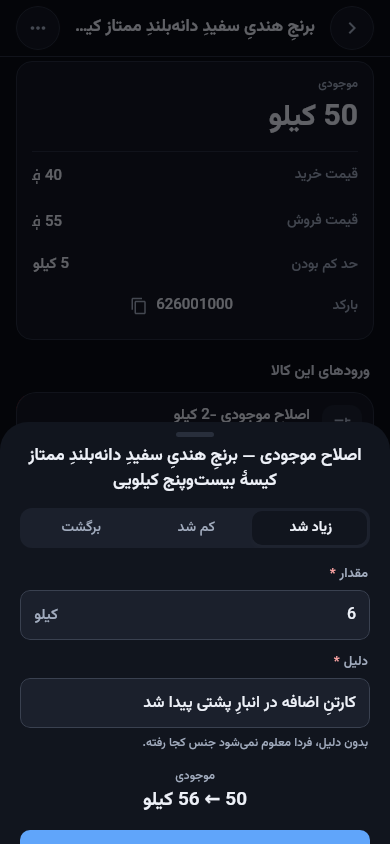 برنجِ هندیِ سفیدِ دانه‌بلندِ ممتاز کیـ...
موجودی
50 کیلو
قیمت خرید 40 ؋
قیمت فروش 55 ؋
حد کم بودن 5 کیلو
بارکد 626001000
ورودهای این کالا
اصلاح موجودی -2 کیلو
اصلاح موجودی — برنجِ هندیِ سفیدِ دانه‌بلندِ ممتاز
کیسهٔ بیست‌وپنج کیلویی
زیاد شد کم شد برگشت
مقدار *
6 کیلو
دلیل *
کارتنِ اضافه در انبارِ پشتی پیدا شد
بدون دلیل، فردا معلوم نمی‌شود جنس کجا رفته.
موجودی
50 ← 56 کیلو